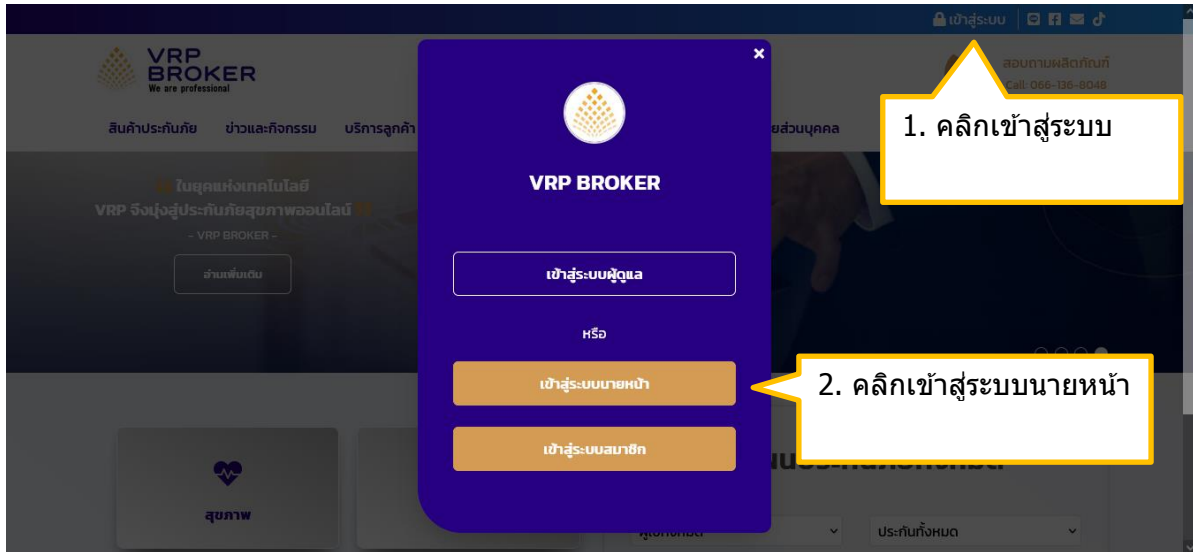 เข้าสู่ระบบ
VRP
BROKER
We are professional
สอบถามผลิตภัณฑ์
Call: 066-136-8048
สินค้าประกันภัย ข่าวและกิจกรรม บริการลูกค้า
1. คลิกเข้าสู่ระบบ
ในยุคแห่งเทคโนโลยี
VRP จึงมุ่งสู่ประกันภัยสุขภาพออนไลน์
- VRP BROKER -
อ่านเพิ่มเติม
×
VRP BROKER
เข้าสู่ระบบผู้ดูแล
หรือ
เข้าสู่ระบบนายหน้า
เข้าสู่ระบบสมาชิก
2. คลิกเข้าสู่ระบบนายหน้า
สุขภาพ
ประกันทั้งหมด